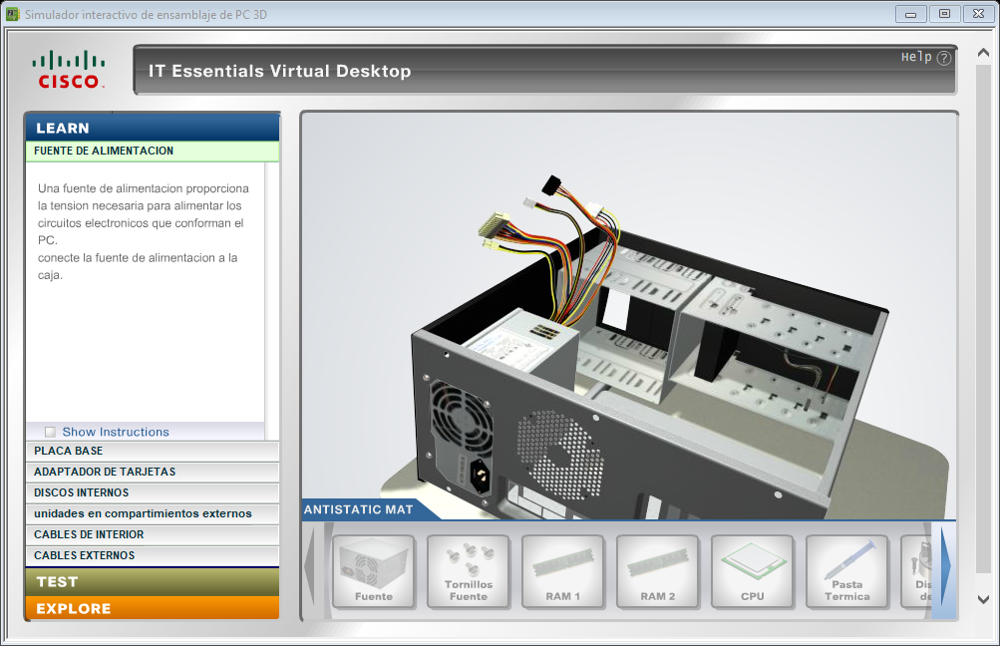 Simulador interactivo de ensamblaje de PC 3D
CISCO.
IT Essentials Virtual Desktop
Help ?
LEARN
FUENTE DE ALIMENTACION
Una fuente de alimentacion proporciona
la tension necesaria para alimentar los
circuitos electronicos que conforman el
PC.
conecte la fuente de alimentacion a la
caja.
Show Instructions
PLACA BASE
ADAPTADOR DE TARJETAS
DISCOS INTERNOS
unidades en compartimientos externos
CABLES DE INTERIOR
CABLES EXTERNOS
TEST
EXPLORE
ANTISTATIC MAT
Fuente
Tornillos
Fuente
RAM 1
RAM 2
CPU
Pasta
Termica
Dis
de